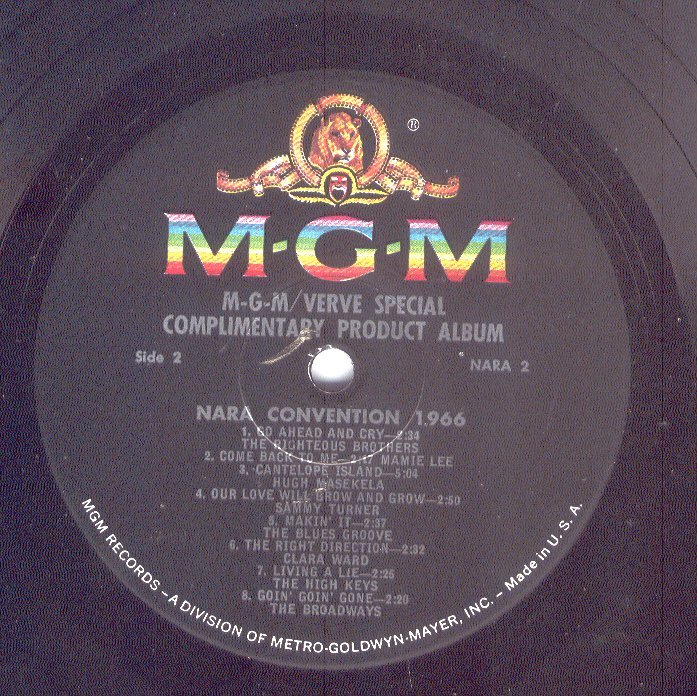 ®
M-G-M
M-G-M/VERVE SPECIAL
COMPLIMENTARY PRODUCT ALBUM
Side 2
NARA 2
NARA CONVENTION 1966
1. GO AHEAD AND CRY—2:34
THE RIGHTEOUS BROTHERS
2. COME BACK TO ME—2:47 MAMIE LEE
3. CANTELOPE ISLAND—5:04
HUGH MASEKELA
4. OUR LOVE WILL GROW AND GROW—2:50
SAMMY TURNER
5. MAKIN' IT—2:37
THE BLUES GROOVE
6. THE RIGHT DIRECTION—2:32
CLARA WARD
7. LIVING A LIE—2:25
THE HIGH KEYS
8. GOIN' GOIN' GONE—2:20
THE BROADWAYS
MGM RECORDS – A DIVISION OF METRO-GOLDWYN-MAYER, INC. – Made in U. S. A.